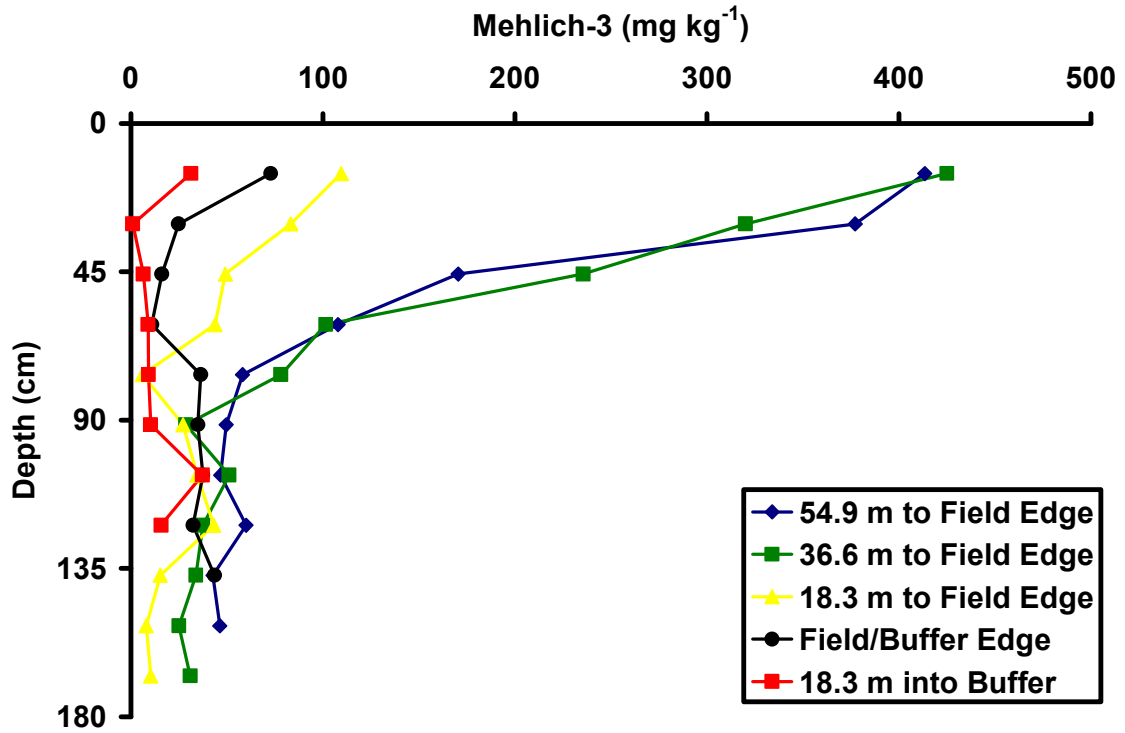 Mehlich-3 (mg kg⁻¹)
0 100 200 300 400 500
0
45
90
135
180
Depth (cm)
54.9 m to Field Edge
36.6 m to Field Edge
18.3 m to Field Edge
Field/Buffer Edge
18.3 m into Buffer